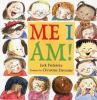 ME I
AM!
Jack Prelutsky
Pictures by Christine Davenier